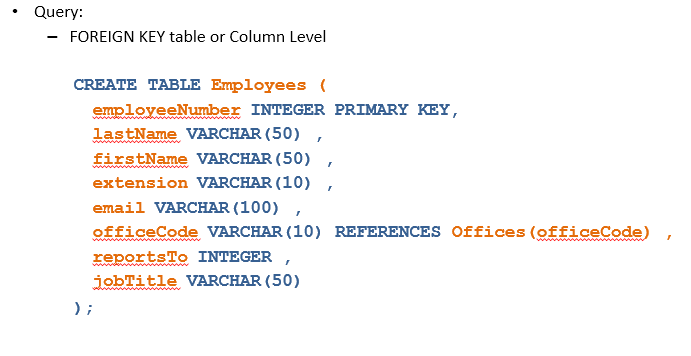 • Query:
– FOREIGN KEY table or Column Level
CREATE TABLE Employees (
employeeNumber INTEGER PRIMARY KEY,
lastName VARCHAR(50) ,
firstName VARCHAR(50) ,
extension VARCHAR(10) ,
email VARCHAR(100) ,
officeCode VARCHAR(10) REFERENCES Offices(officeCode) ,
reportsTo INTEGER ,
jobTitle VARCHAR(50)
);